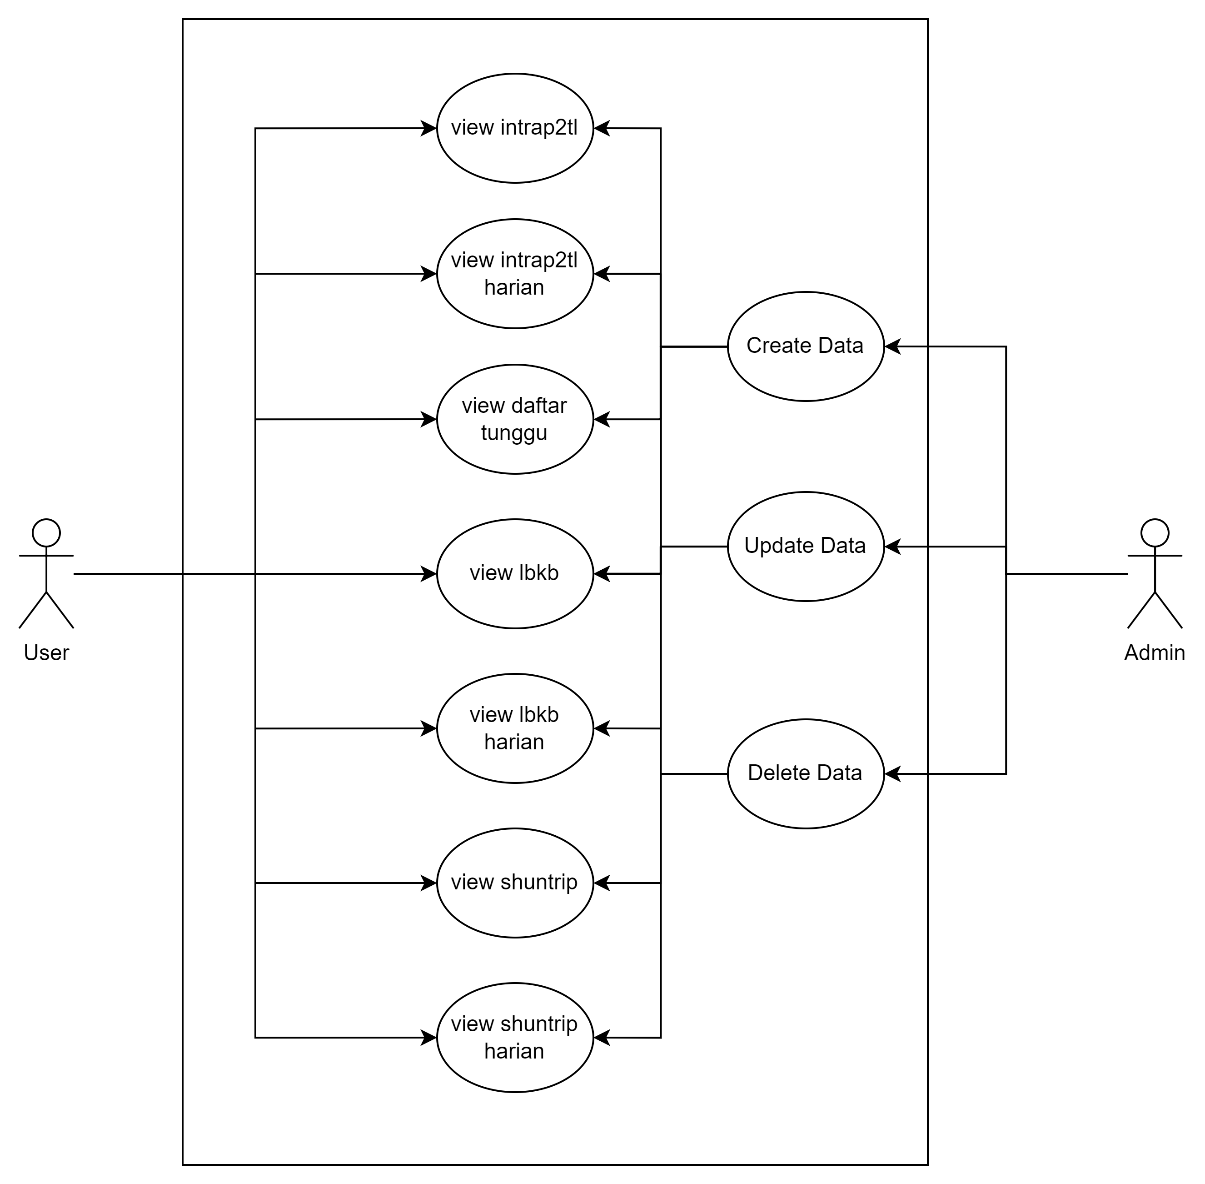 view intrap2tl
view intrap2tl
harian
view daftar
tunggu
view lbkb
view lbkb
harian
view shuntrip
view shuntrip
harian
Create Data
Update Data
Delete Data
User
Admin